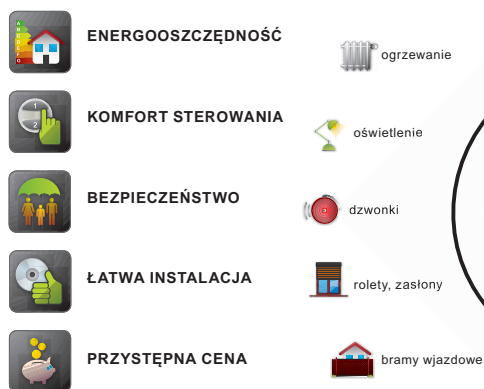 ENERGOOSZCZĘDNOŚĆ
KOMFORT STEROWANIA
BEZPIECZEŃSTWO
ŁATWA INSTALACJA
PRZYSTĘPNA CENA
ogrzewanie
oświetlenie
dzwonki
rolety, zasłony
bramy wjazdowe